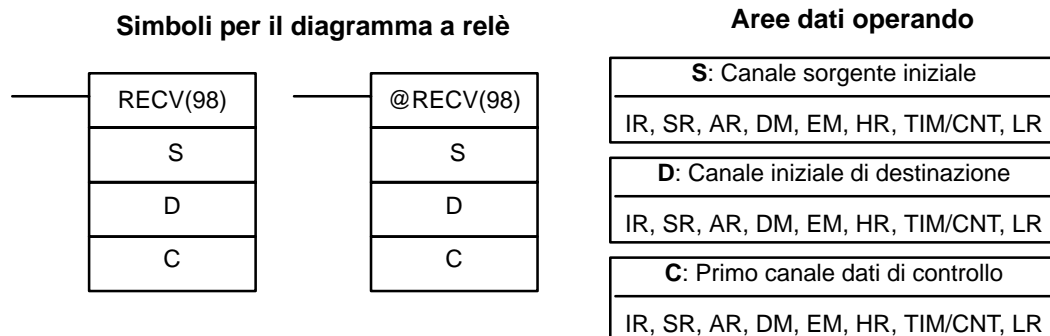 Simboli per il diagramma a relè
RECV(98)
S
D
C
@RECV(98)
S
D
C
Aree dati operando
S: Canale sorgente iniziale
IR, SR, AR, DM, EM, HR, TIM/CNT, LR
D: Canale iniziale di destinazione
IR, SR, AR, DM, EM, HR, TIM/CNT, LR
C: Primo canale dati di controllo
IR, SR, AR, DM, EM, HR, TIM/CNT, LR